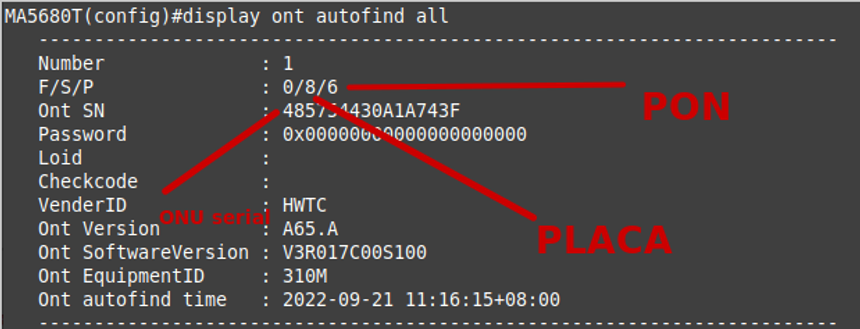 MA5680T(config)#display ont autofind all
--------------------------------------------------------------------------
Number : 1
F/S/P : 0/8/6
PON
Ont SN : 485754430A1A743F
Password : 0x00000000000000000000
Loid :
Checkcode :
VenderID : HWTC
ONU serial
Ont Version : A65.A
PLACA
Ont SoftwareVersion : V3R017C00S100
Ont EquipmentID : 310M
Ont autofind time : 2022-09-21 11:16:15+08:00
--------------------------------------------------------------------------